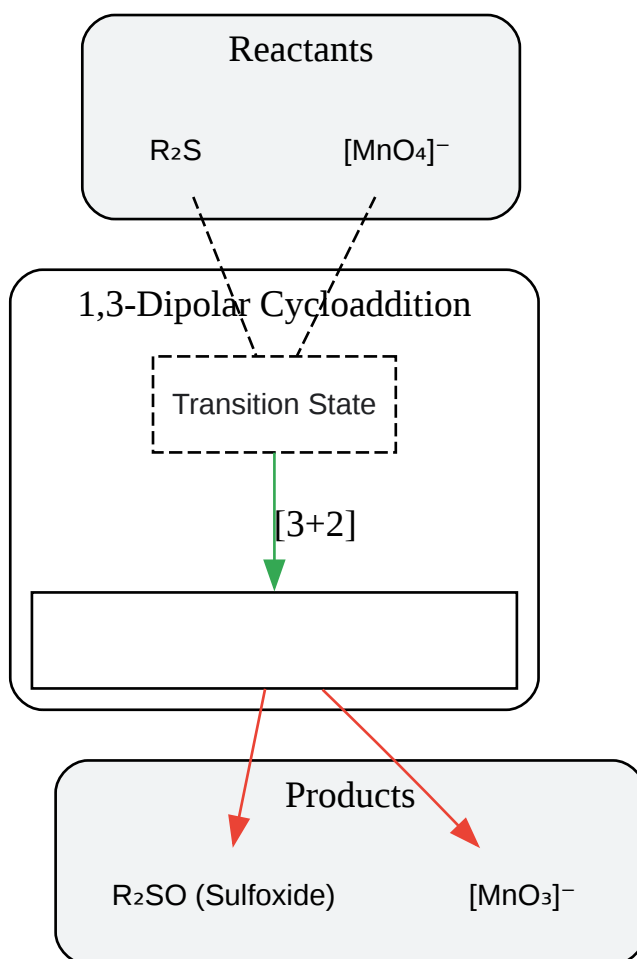 Reactants
R₂S [MnO₄]⁻
1,3-Dipolar Cycloaddition
Transition State
[3+2]
Products
R₂SO (Sulfoxide) [MnO₃]⁻